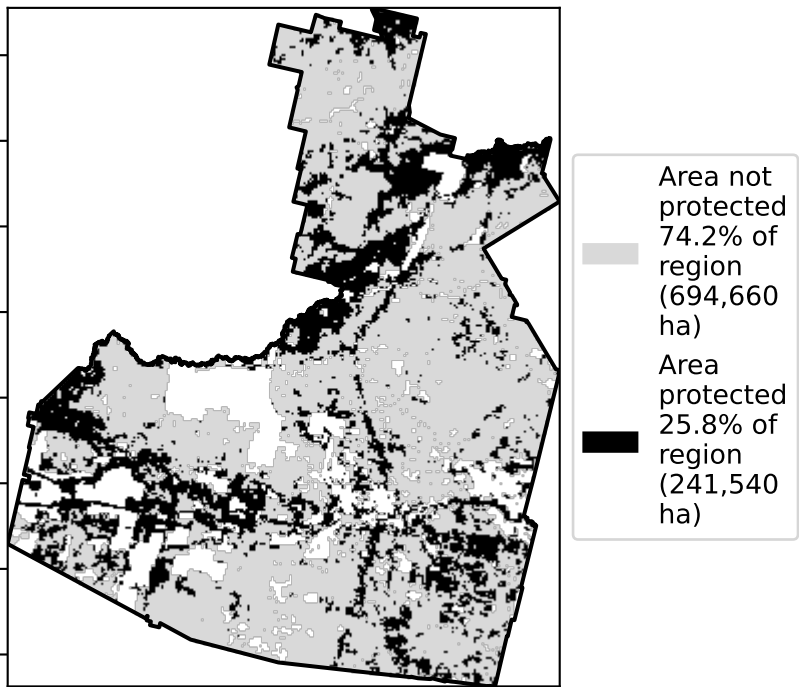 Area not
protected
74.2% of
region
(694,660
ha)
Area
protected
25.8% of
region
(241,540
ha)